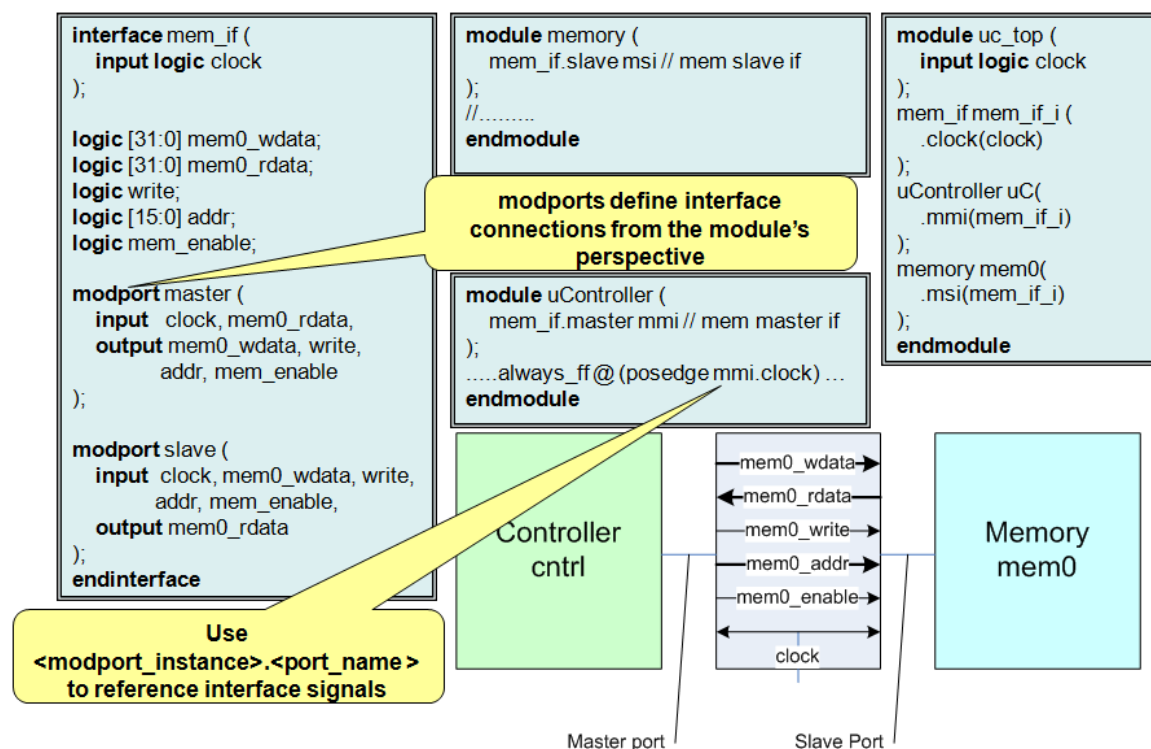 interface mem_if (
input logic clock
);
logic [31:0] mem0_wdata;
logic [31:0] mem0_rdata;
logic write;
logic [15:0] addr;
logic mem_enable;
modport master (
input clock, mem0_rdata,
output mem0_wdata, write,
addr, mem_enable
);
modport slave (
input clock, mem0_wdata, write,
addr, mem_enable,
output mem0_rdata
);
endinterface
module memory (
mem_if.slave msi // mem slave if
);
//.........
endmodule
modports define interface
connections from the module's
perspective
module uController (
mem_if.master mmi // mem master if
);
.....always_ff @ (posedge mmi.clock) ...
endmodule
module uc_top (
input logic clock
);
mem_if mem_if_i (
.clock(clock)
);
uController uC(
.mmi(mem_if_i)
);
memory mem0(
.msi(mem_if_i)
);
endmodule
Use
<modport_instance>.<port_name>
to reference interface signals
Controller
cntrl
mem0_wdata
mem0_rdata
mem0_write
mem0_addr
mem0_enable
clock
Memory
mem0
Master port
Slave Port